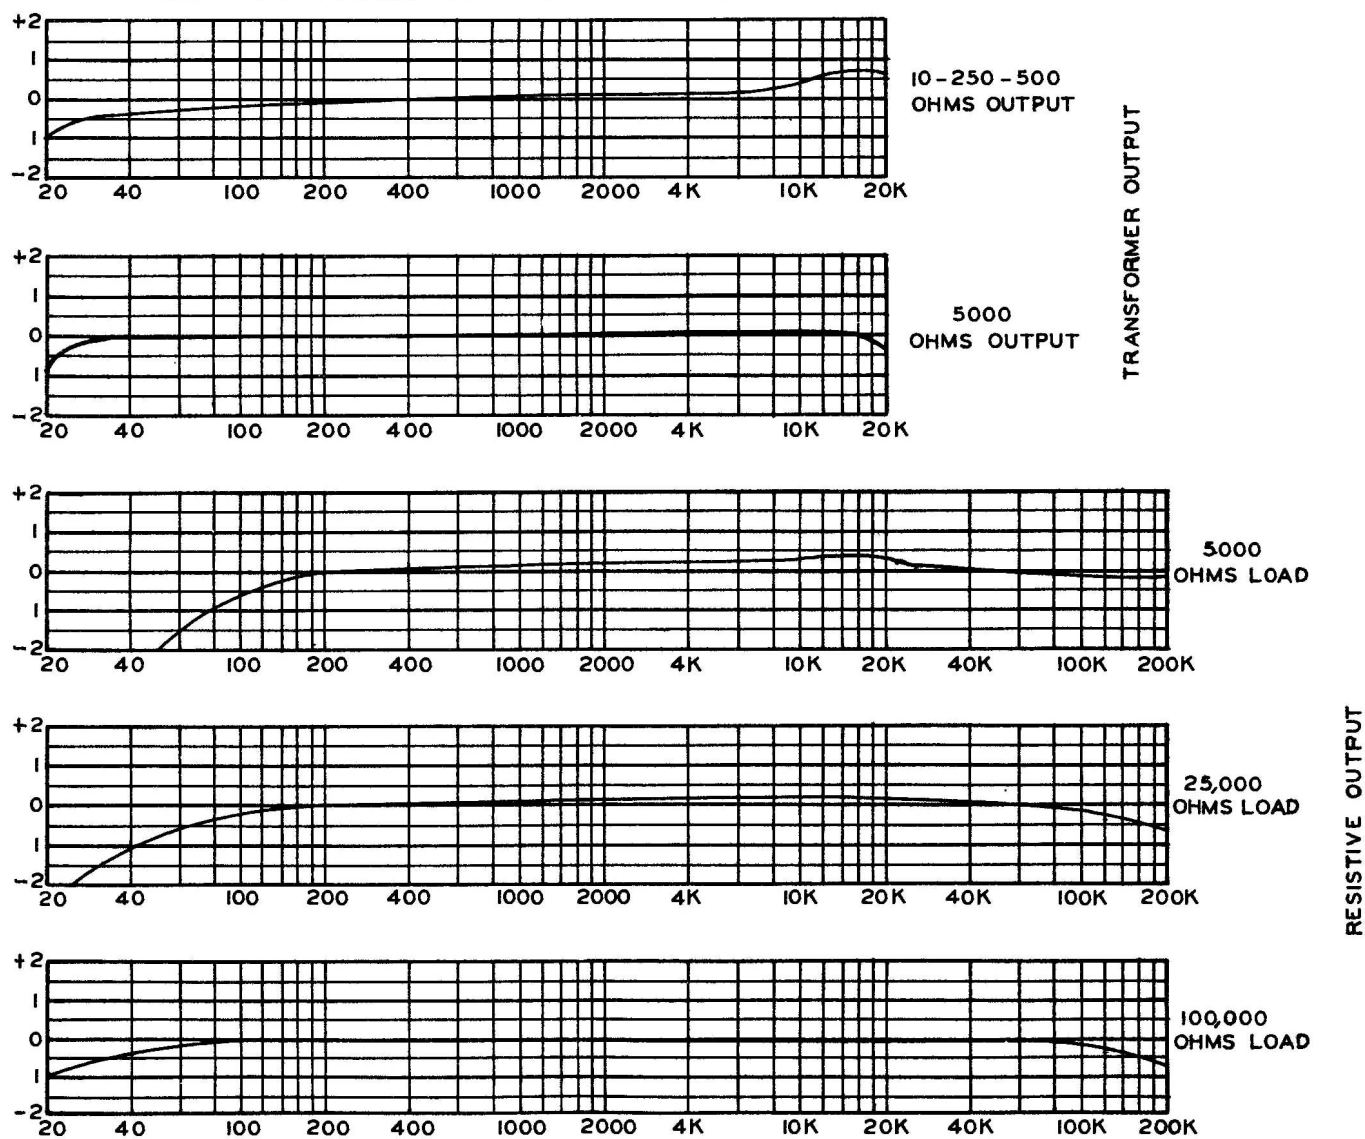 +2
1
0
1
-2
20 40 100 200 400 1000 2000 4K 10K 20K
10-250-500
OHMS OUTPUT
+2
1
0
1
-2
20 40 100 200 400 1000 2000 4K 10K 20K
5000
OHMS OUTPUT
TRANSFORMER OUTPUT
+2
1
0
1
-2
20 40 100 200 400 1000 2000 4K 10K 20K 40K 100K 200K
5000
OHMS LOAD
+2
1
0
1
-2
20 40 100 200 400 1000 2000 4K 10K 20K 40K 100K 200K
25,000
OHMS LOAD
+2
1
0
1
-2
20 40 100 200 400 1000 2000 4K 10K 20K 40K 100K 200K
100,000
OHMS LOAD
RESISTIVE OUTPUT